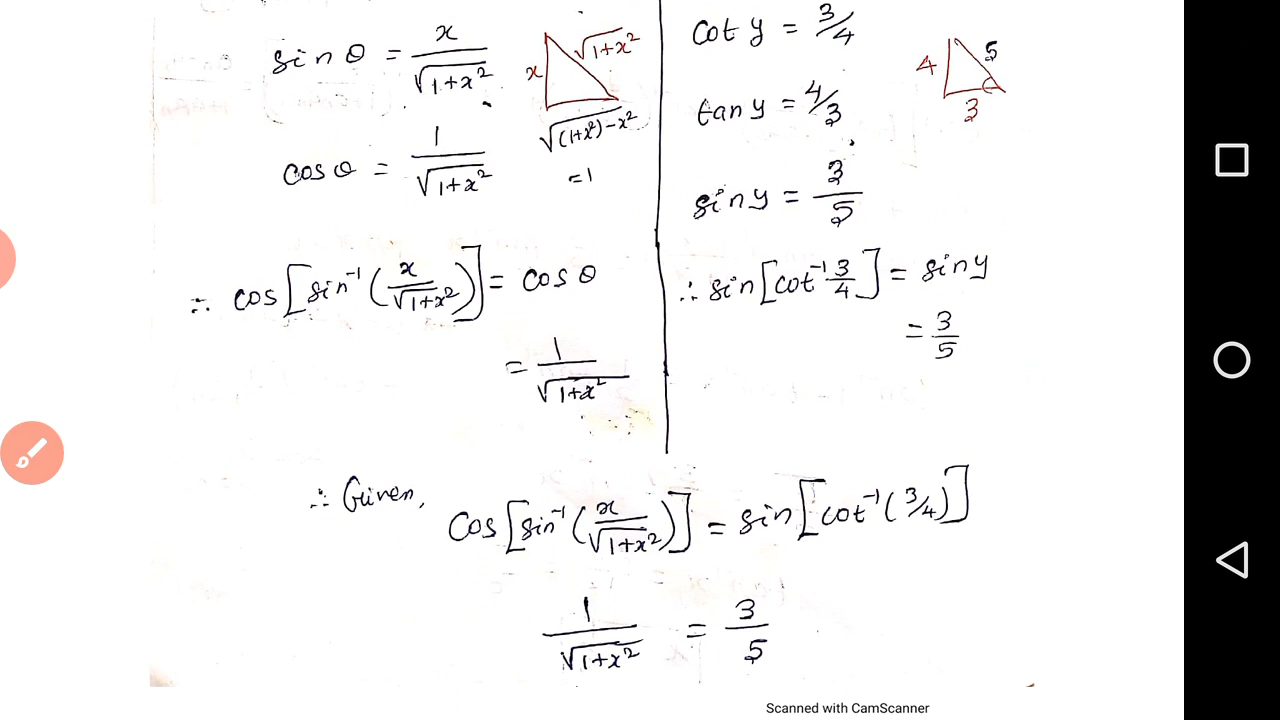 sin θ = x/√(1+x²)
x
√(1+x²)
√((1+x²)-x²)
=1
cos θ = 1/√(1+x²)
∴ cos[sin⁻¹(x/√(1+x²))] = cos θ
= 1/√(1+x²)
cot y = 3/4
4
5
3
tan y = 4/3
sin y = 3/5
∴ sin[cot⁻¹ 3/4] = sin y
= 3/5
∴ Given,
Cos[sin⁻¹(x/√(1+x²))] = sin[cot⁻¹(3/4)]
1/√(1+x²) = 3/5
Scanned with CamScanner